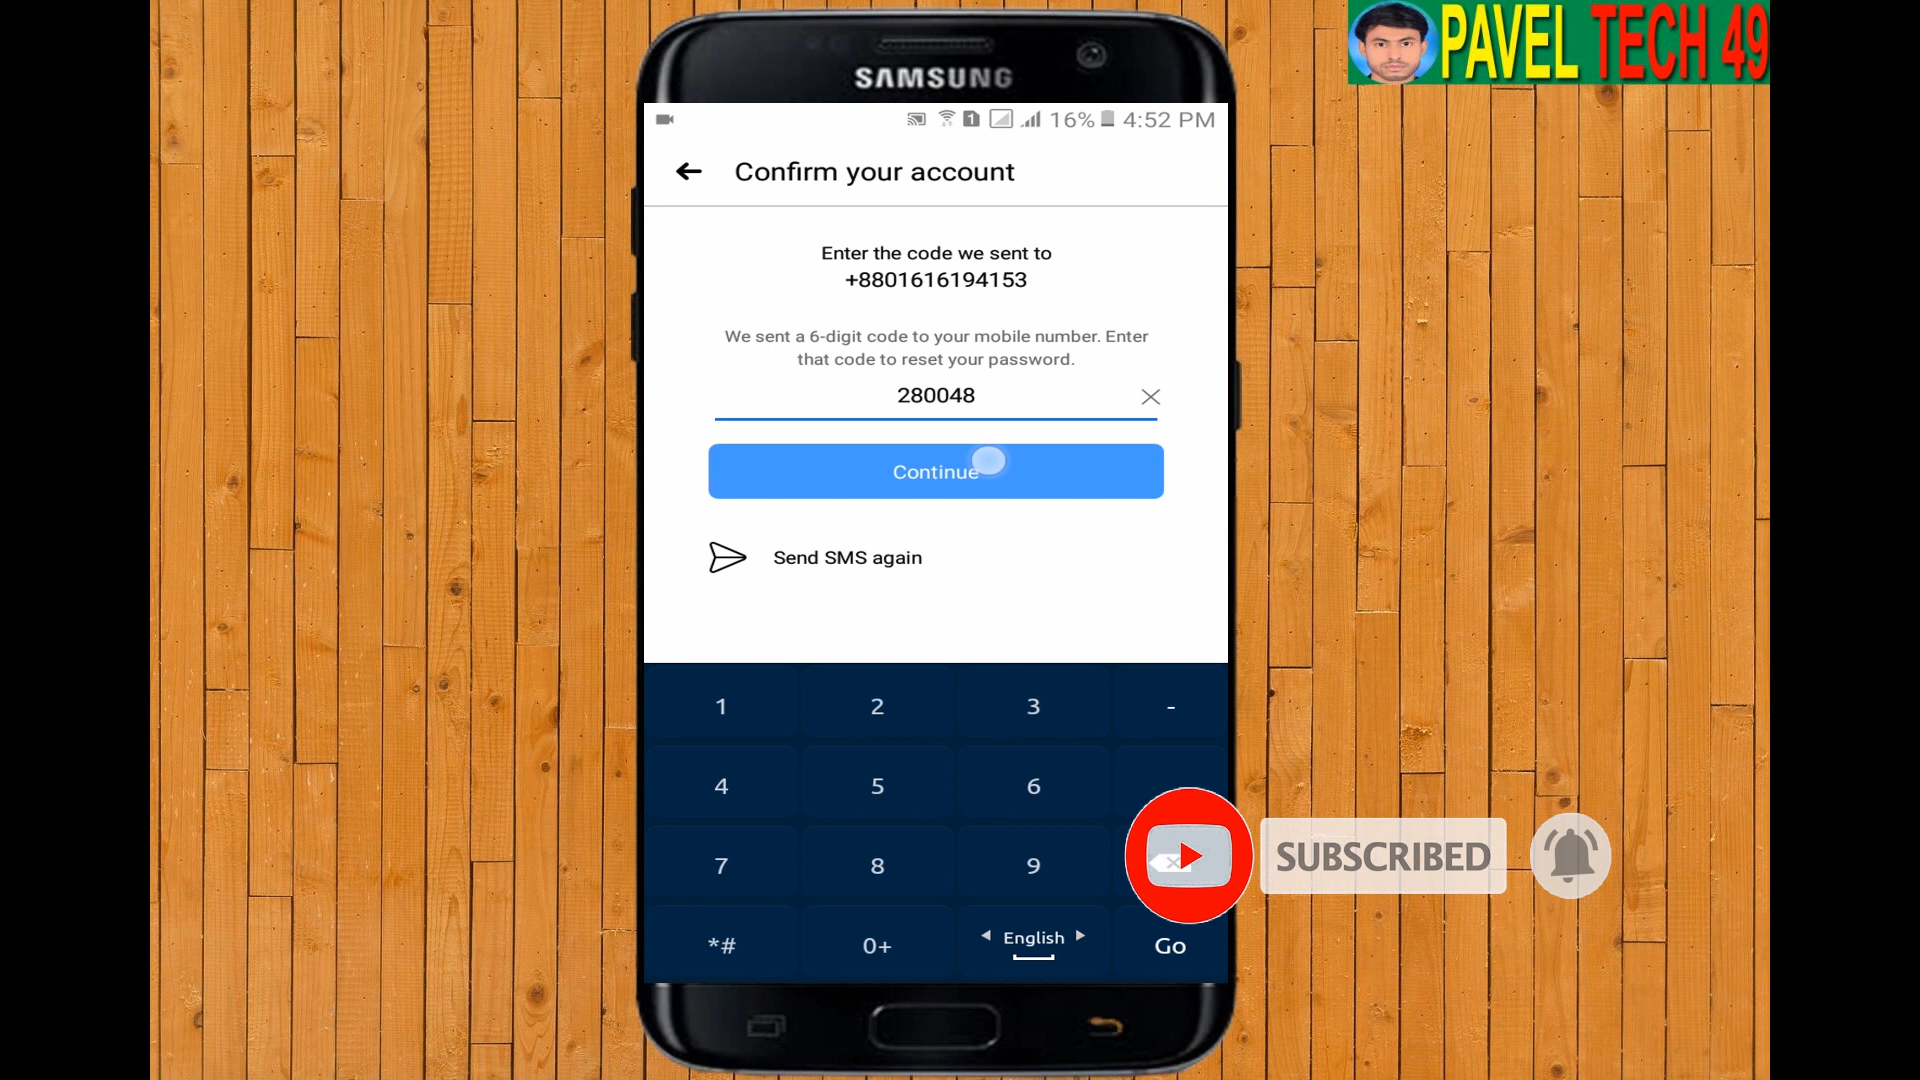 PAVEL TECH 49
SAMSUNG
1 16% 4:52 PM
Confirm your account
Enter the code we sent to
+8801616194153
We sent a 6-digit code to your mobile number. Enter
that code to reset your password.
280048
Continue
Send SMS again
1 2 3 -
4 5 6
7 8 9
SUBSCRIBED
*# 0+ English Go